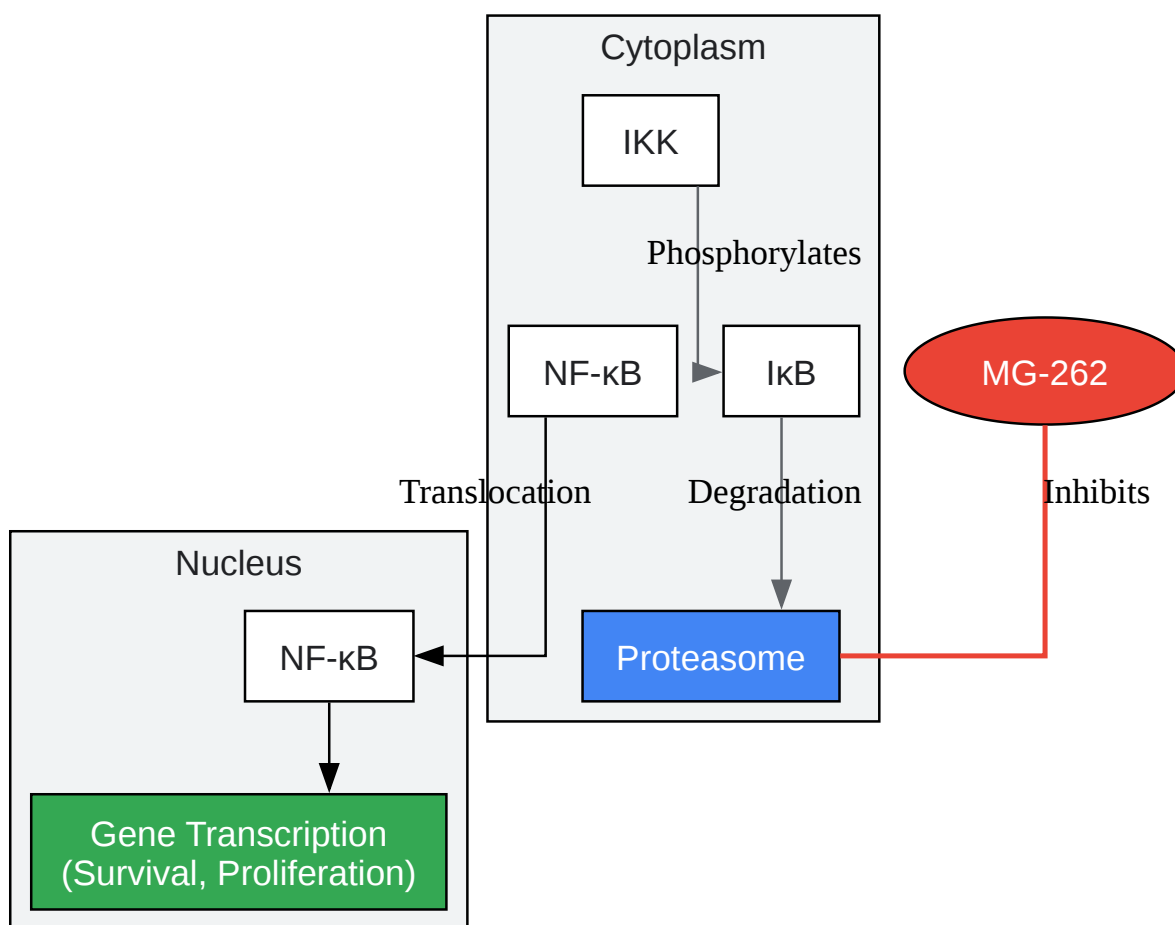 Cytoplasm
IKK
Phosphorylates
NF-κB
IκB
MG-262
Translocation
Degradation
Inhibits
Nucleus
NF-κB
Proteasome
Gene Transcription
(Survival, Proliferation)